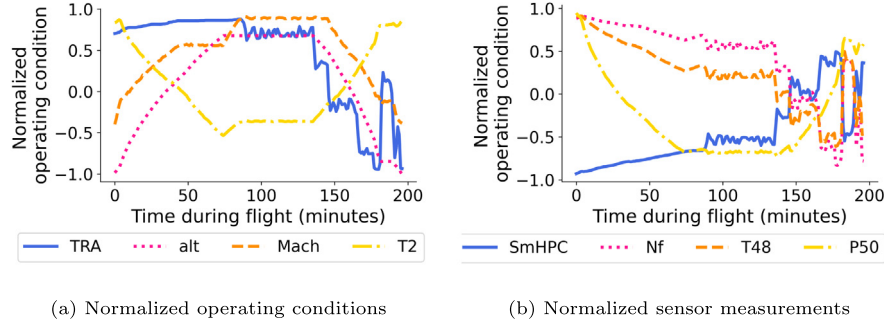 Normalized
operating condition
1.0
0.5
0.0
−0.5
−1.0
0 50 100 150 200
Time during flight (minutes)
TRA alt Mach T2
(a) Normalized operating conditions
Normalized
operating condition
1.0
0.5
0.0
−0.5
−1.0
0 50 100 150 200
Time during flight (minutes)
SmHPC Nf T48 P50
(b) Normalized sensor measurements